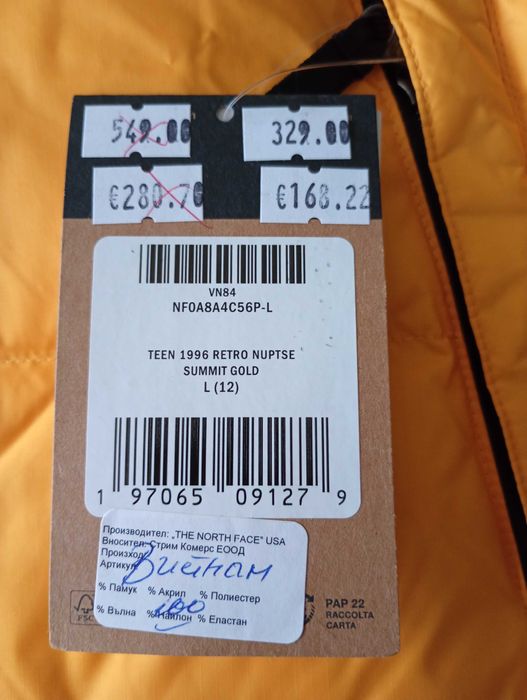 549.00 329.00
€280.70 €168.22
VN84
NF0A8A4C56P-L
TEEN 1996 RETRO NUPTSE
SUMMIT GOLD
L (12)
1 97065 09127 9
Производител: „THE NORTH FACE" USA
Вносител: Стрим Комерс ЕООД
Произход:
Артикул: Виетнам
% Памук % Акрил % Полиестер
100
% Вълна % Найлон % Еластан
FSC
PAP 22
RACCOLTA
CARTA